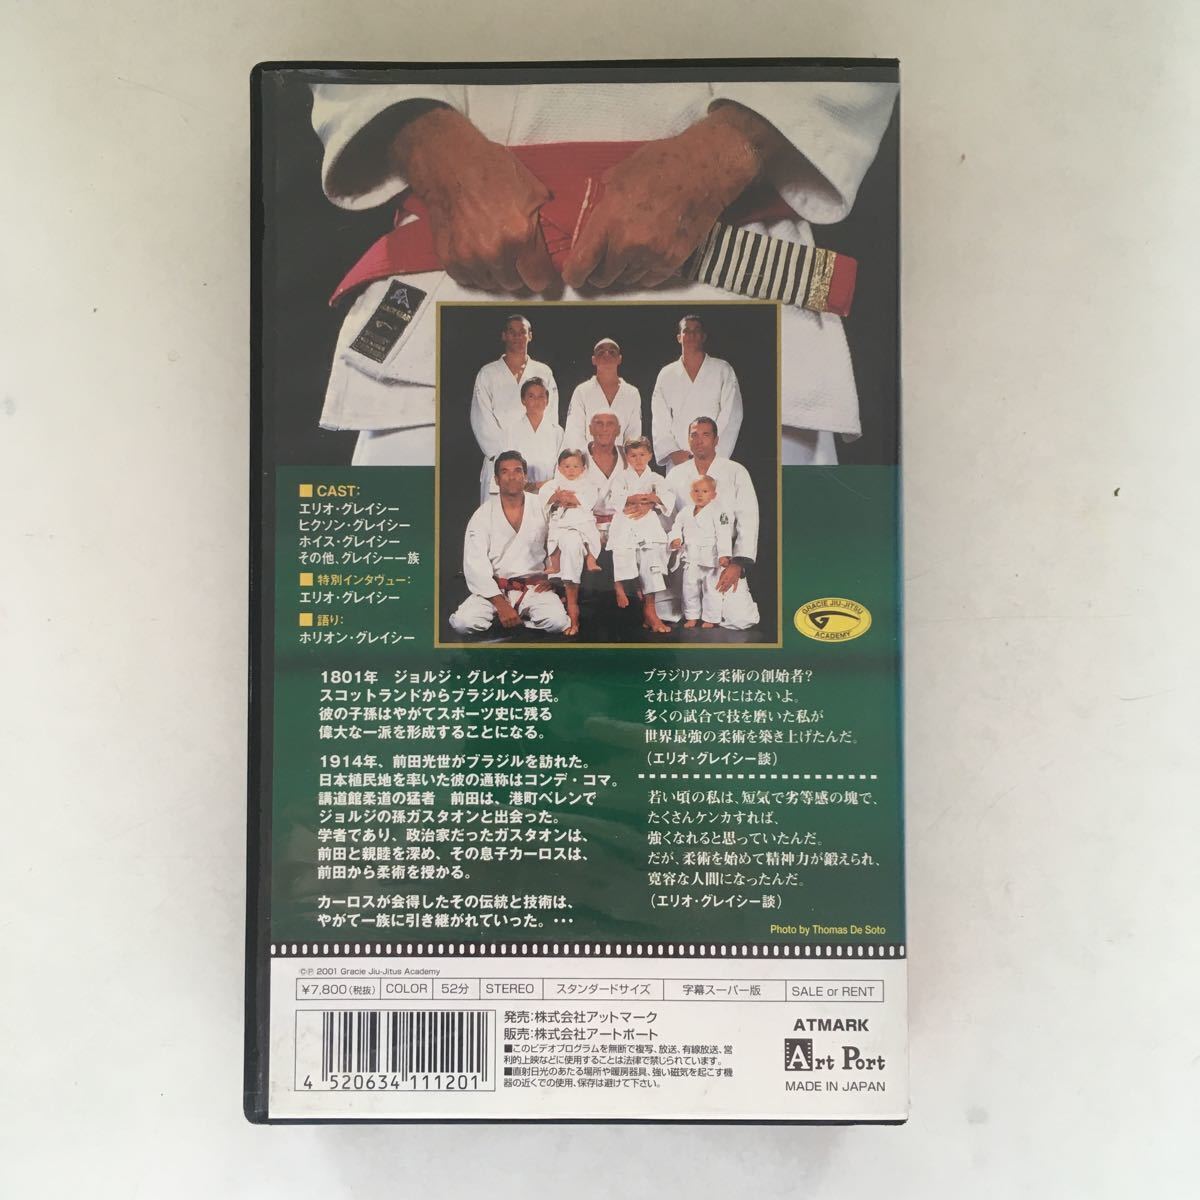 ■ CAST:
エリオ・グレイシー
ヒクソン・グレイシー
ホイス・グレイシー
その他、グレイシー一族
■ 特別インタヴュー:
エリオ・グレイシー
■ 語り:
ホリオン・グレイシー
GRACIE JIU-JITSU
ACADEMY
1801年 ジョルジ・グレイシーが
スコットランドからブラジルへ移民。
彼の子孫はやがてスポーツ史に残る
偉大な一派を形成することになる。
1914年、前田光世がブラジルを訪れた。
日本植民地を率いた彼の通称はコンデ・コマ。
講道館柔道の猛者 前田は、港町ベレンで
ジョルジの孫ガスタオンと出会った。
学者であり、政治家だったガスタオンは、
前田と親睦を深め、その息子カーロスは、
前田から柔術を授かる。
カーロスが会得したその伝統と技術は、
やがて一族に引き継がれていった。・・・
ブラジリアン柔術の創始者?
それは私以外にはないよ。
多くの試合で技を磨いた私が
世界最強の柔術を築き上げたんだ。
(エリオ・グレイシー談)
若い頃の私は、短気で劣等感の塊で、
たくさんケンカすれば、
強くなれると思っていたんだ。
だが、柔術を始めて精神力が鍛えられ、
寛容な人間になったんだ。
(エリオ・グレイシー談)
Photo by Thomas De Soto
©℗ 2001 Gracie Jiu-Jitus Academy
¥7,800(税抜) COLOR 52分 STEREO スタンダードサイズ 字幕スーパー版 SALE or RENT
4 520634 111201
発売:株式会社アットマーク
販売:株式会社アートポート
■このビデオプログラムを無断で複写、放送、有線放送、営
利的上映などに使用することは法律で禁じられています。
■直射日光のあたる場所や暖房器具、強い磁気を起こす機
器の近くでの使用、保存は避けて下さい。
ATMARK
Art Port
MADE IN JAPAN